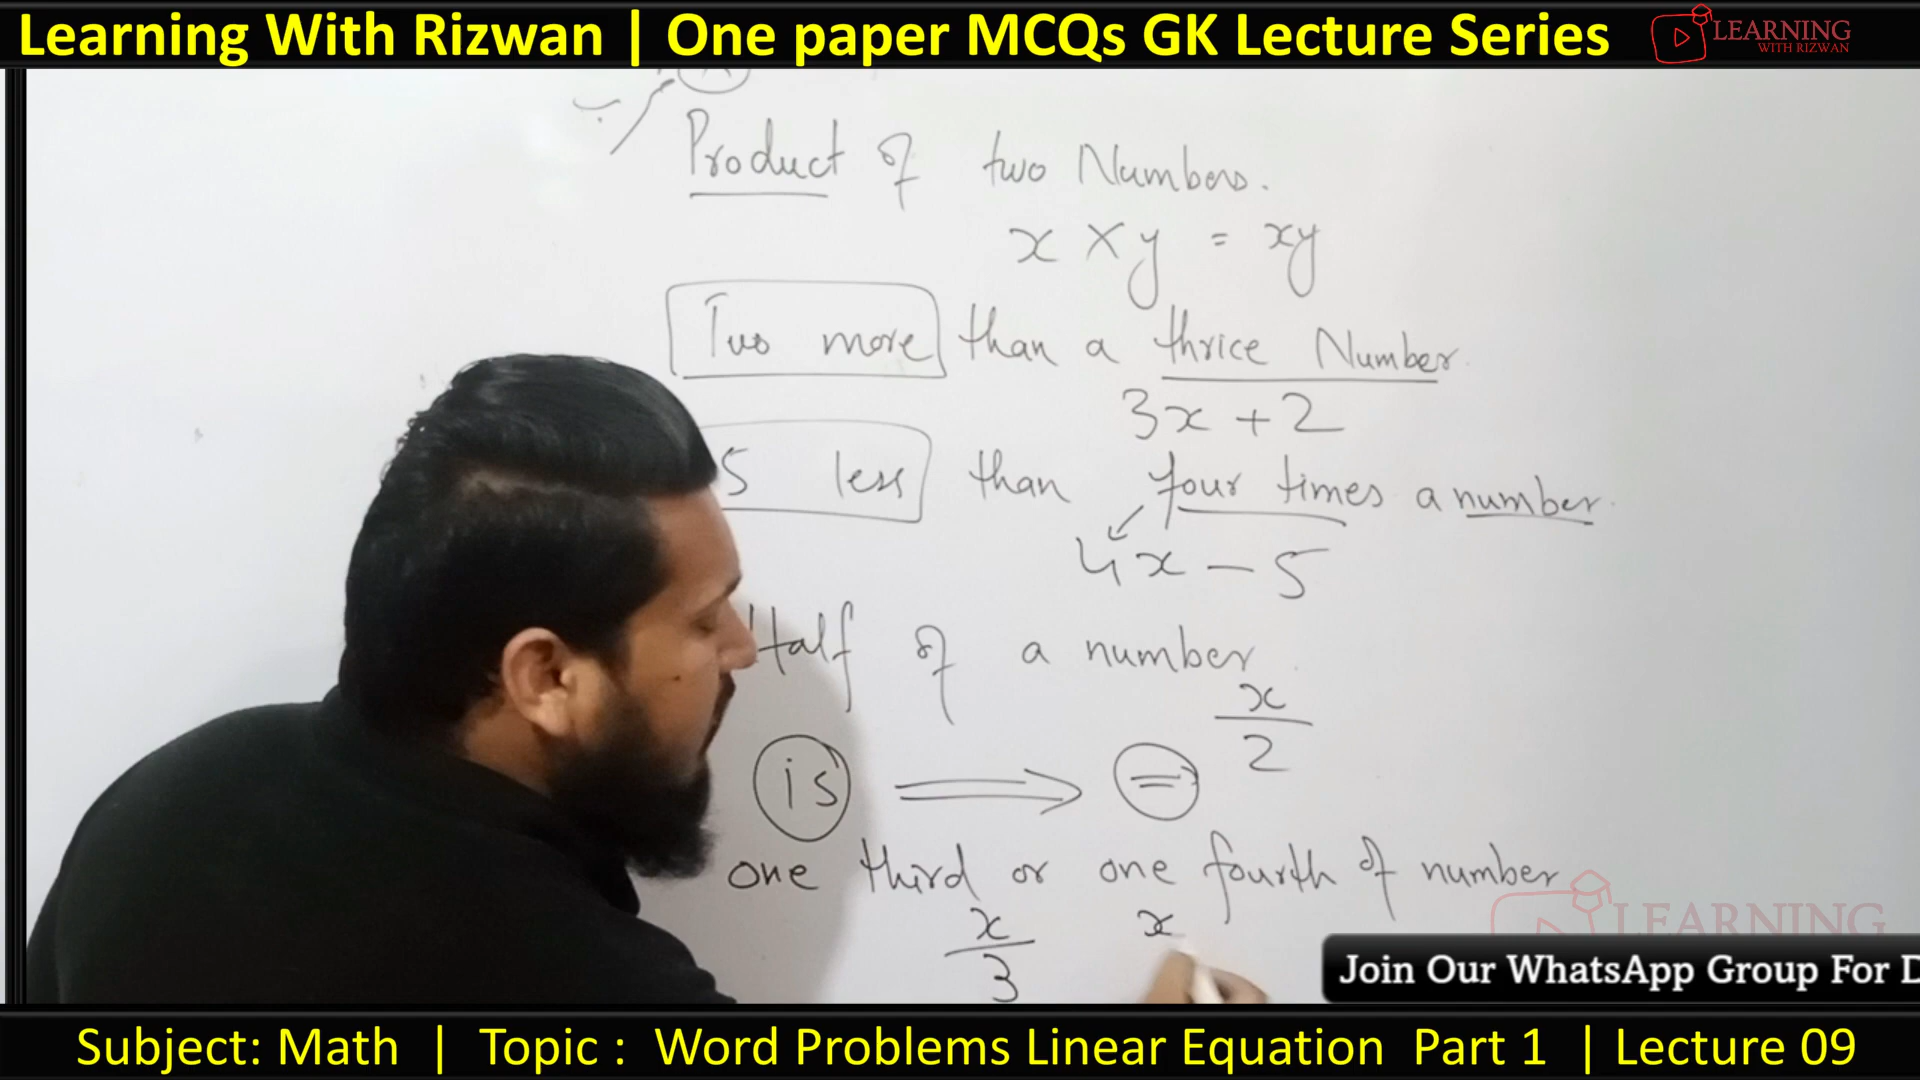 Learning With Rizwan | One paper MCQs GK Lecture Series
LEARNING
WITH RIZWAN
Product of two Numbers.
x × y = xy
Two more than a thrice Number
3x + 2
5 less than four times a number.
4x - 5
Half of a number.
x
2
is ⇒ =
one third or one fourth of number
x x
3
LEARNING
Join Our WhatsApp Group For D
Subject: Math | Topic : Word Problems Linear Equation Part 1 | Lecture 09